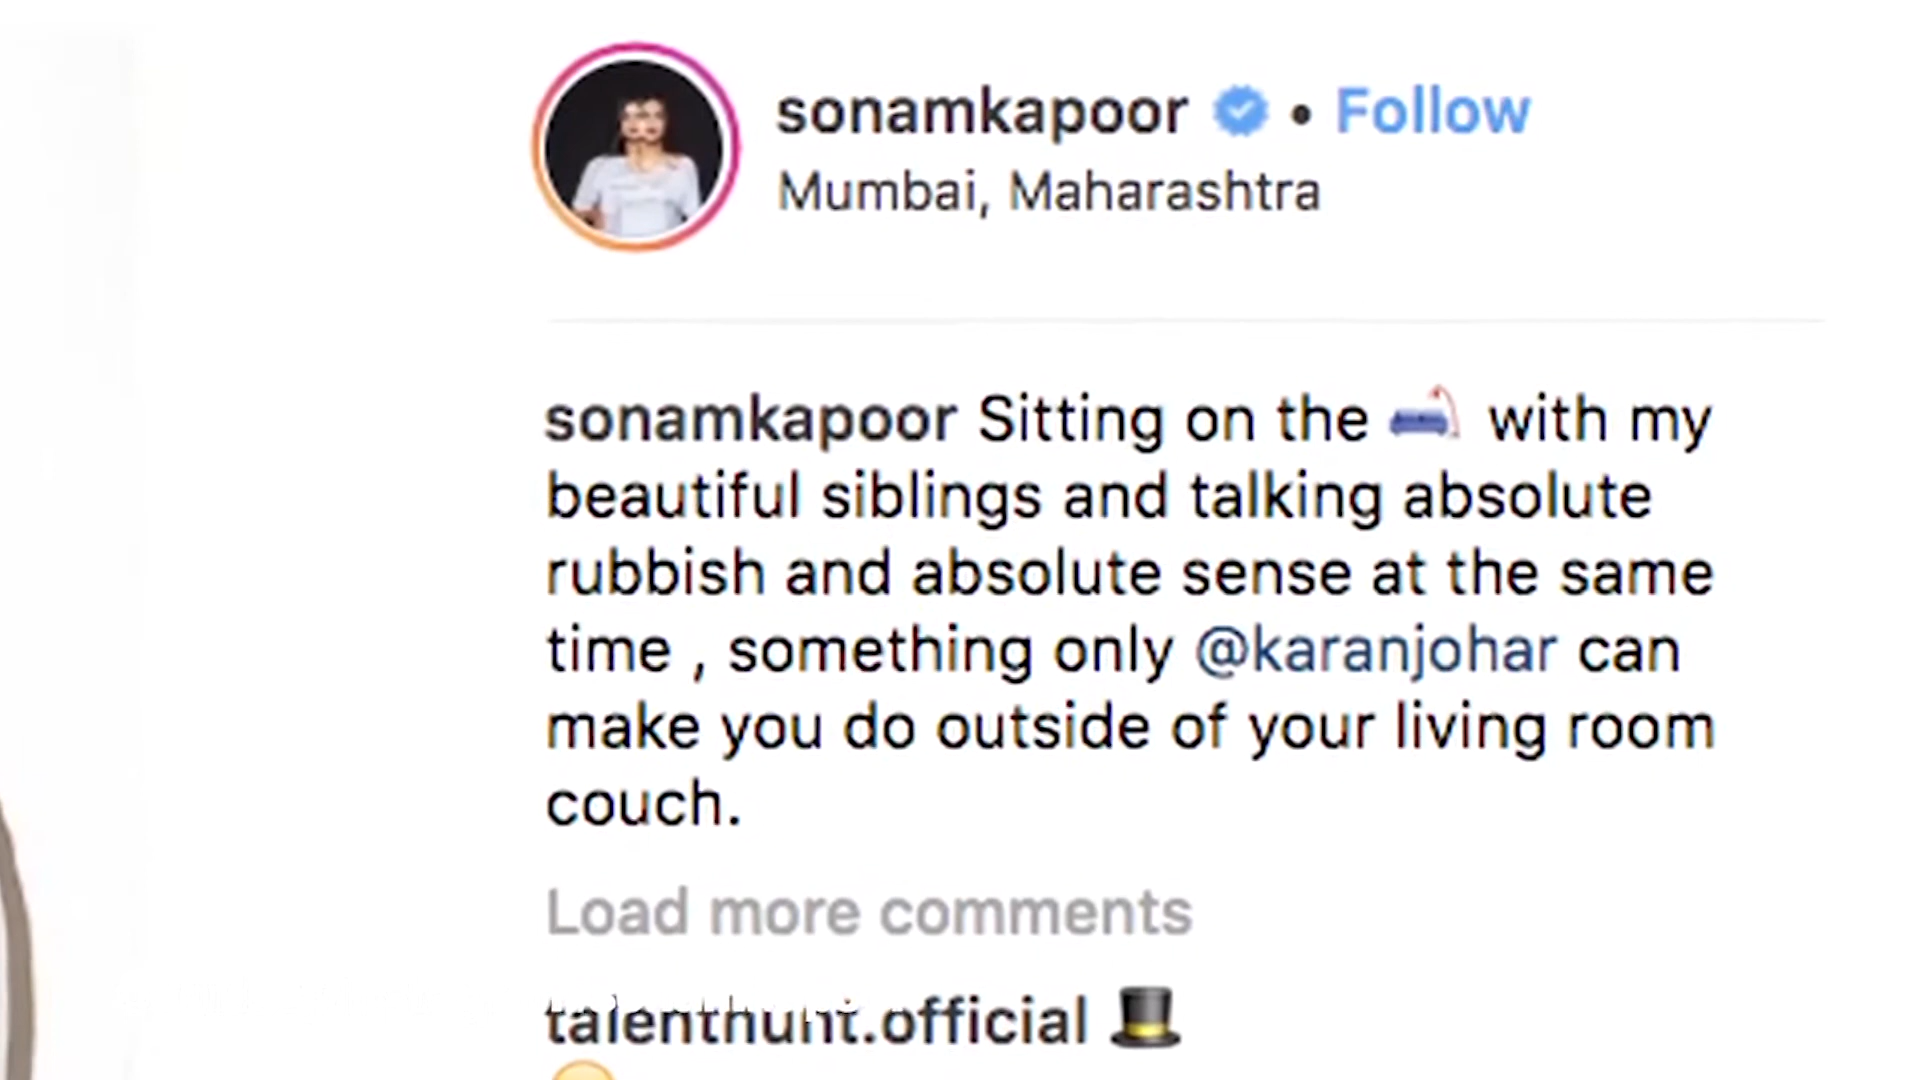 sonamkapoor • Follow
Mumbai, Maharashtra
sonamkapoor Sitting on the 🛋 with my
beautiful siblings and talking absolute
rubbish and absolute sense at the same
time , something only @karanjohar can
make you do outside of your living room
couch.
Load more comments
talenthunt.official 🎩